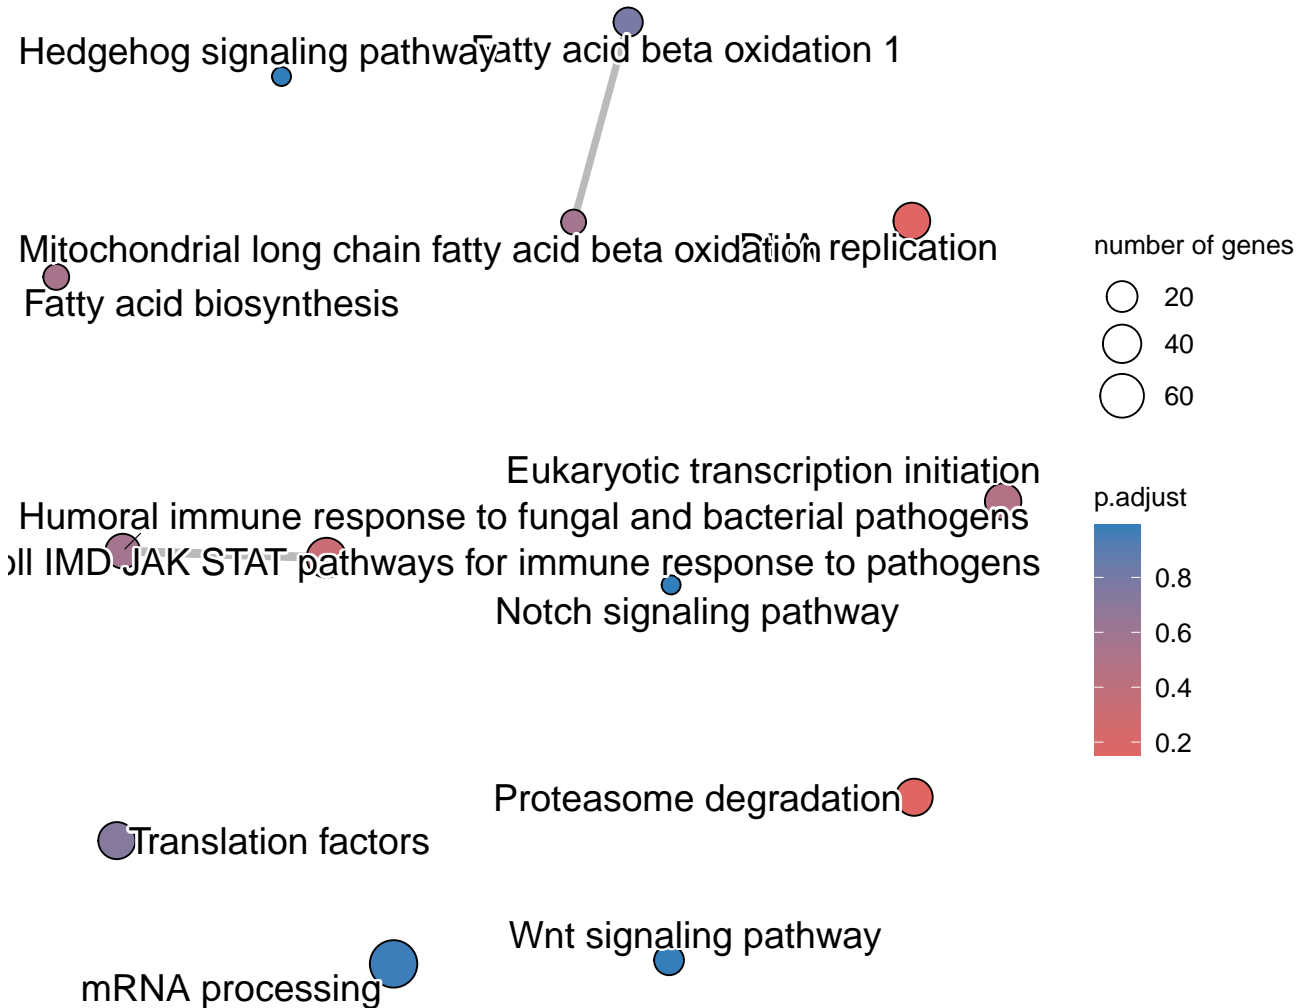 Hedgehog signaling pathway
Fatty acid beta oxidation 1
Mitochondrial long chain fatty acid beta oxidation
DNA replication
Fatty acid biosynthesis
number of genes
20
40
60
Eukaryotic transcription initiation
Humoral immune response to fungal and bacterial pathogens
oll IMD JAK STAT pathways for immune response to pathogens
Notch signaling pathway
p.adjust
0.8
0.6
0.4
0.2
Proteasome degradation
Translation factors
Wnt signaling pathway
mRNA processing